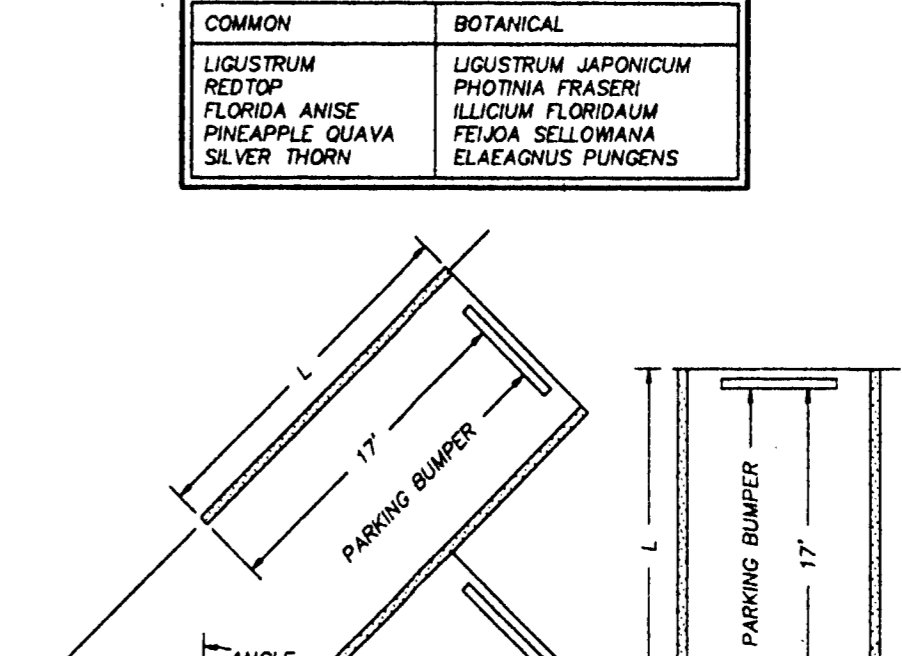 COMMON BOTANICAL
LIGUSTRUM LIGUSTRUM JAPONICUM
REDTOP PHOTINIA FRASERI
FLORIDA ANISE ILLICIUM FLORIDAUM
PINEAPPLE QUAVA FEIJOA SELLOWIANA
SILVER THORN ELAEAGNUS PUNGENS
L
17'
PARKING BUMPER
L
PARKING BUMPER
17'
ANGLE